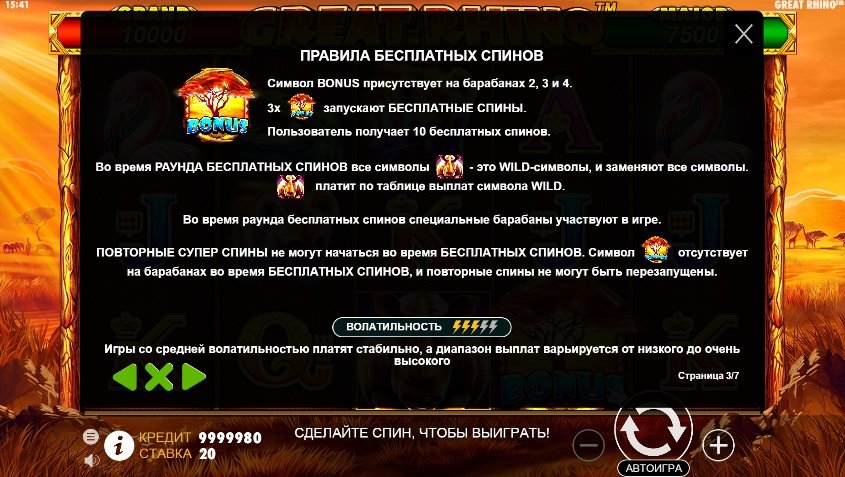 15:41
GREAT RHINO™
GRAND
GREAT RHINO™
MAJOR
10000
7500
ПРАВИЛА БЕСПЛАТНЫХ СПИНОВ
BONUS
Символ BONUS присутствует на барабанах 2, 3 и 4.
3x запускают БЕСПЛАТНЫЕ СПИНЫ.
Пользователь получает 10 бесплатных спинов.
Во время РАУНДА БЕСПЛАТНЫХ СПИНОВ все символы - это WILD-символы, и заменяют все символы.
платит по таблице выплат символа WILD.
Во время раунда бесплатных спинов специальные барабаны участвуют в игре.
ПОВТОРНЫЕ СУПЕР СПИНЫ не могут начаться во время БЕСПЛАТНЫХ СПИНОВ. Символ отсутствует
на барабанах во время БЕСПЛАТНЫХ СПИНОВ, и повторные спины не могут быть перезапущены.
ВОЛАТИЛЬНОСТЬ
Игры со средней волатильностью платят стабильно, а диапазон выплат варьируется от низкого до очень
высокого
Страница 3/7
BONUS
КРЕДИТ 9999980
СТАВКА 20
СДЕЛАЙТЕ СПИН, ЧТОБЫ ВЫИГРАТЬ!
АВТОИГРА